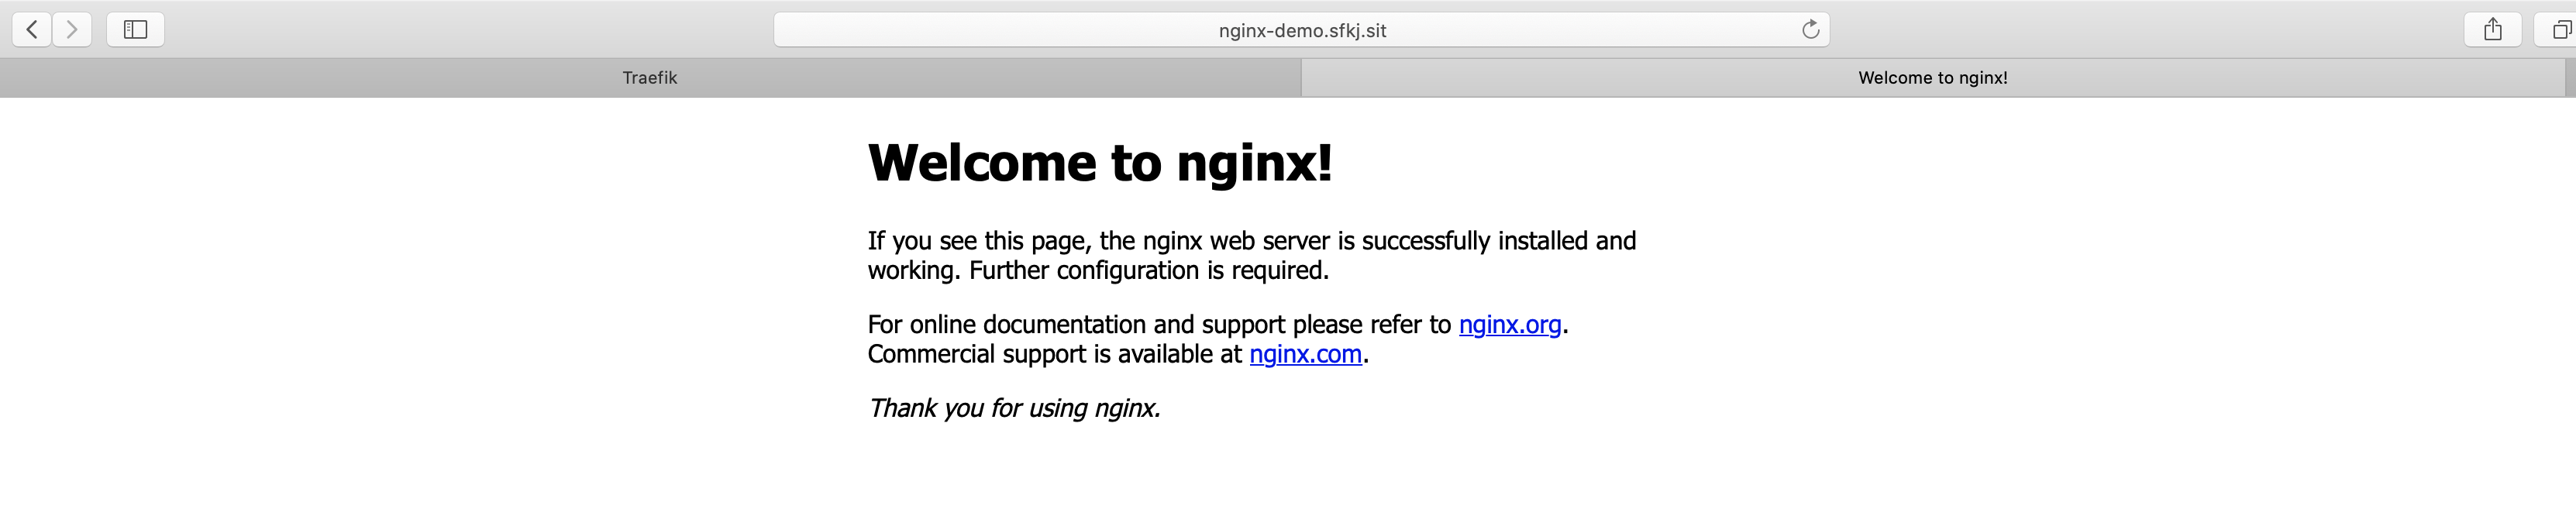 nginx-demo.sfkj.sit
Traefik
Welcome to nginx!
Welcome to nginx!
If you see this page, the nginx web server is successfully installed and
working. Further configuration is required.
For online documentation and support please refer to nginx.org.
Commercial support is available at nginx.com.
Thank you for using nginx.